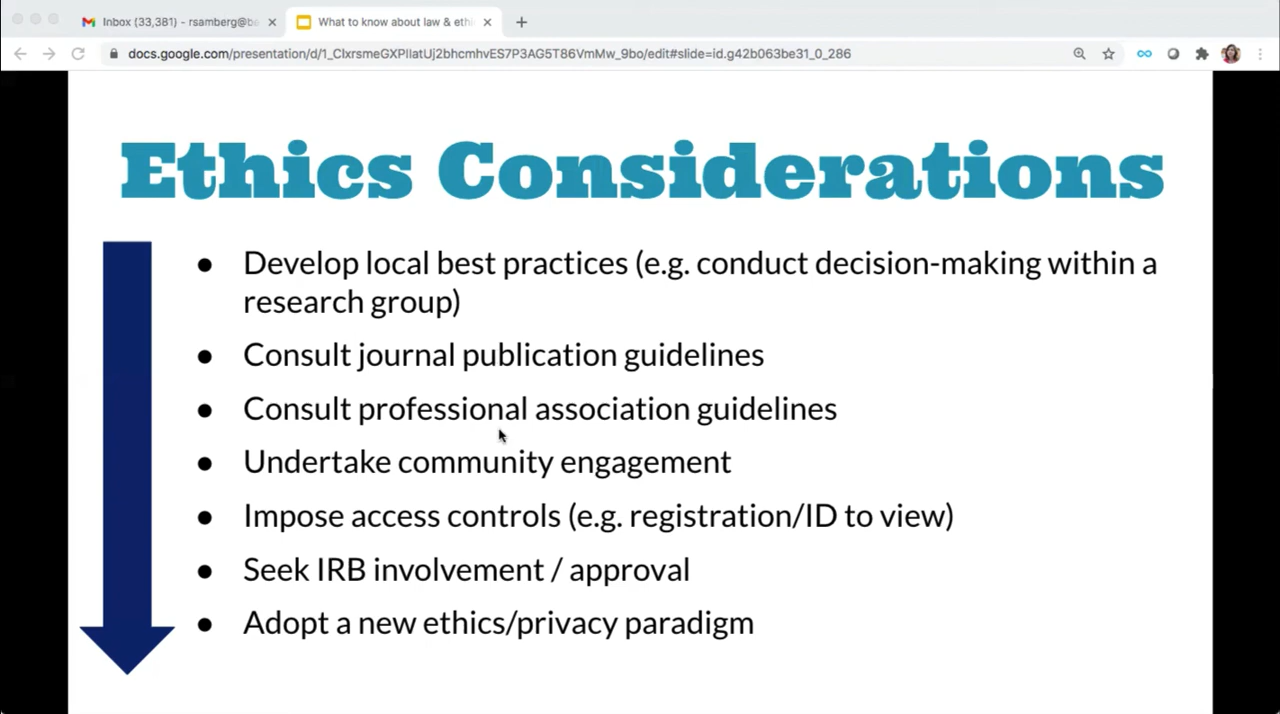 Inbox (33,381) - rsamberg@be
What to know about law & ethi
docs.google.com/presentation/d/1_ClxrsmeGXPIlatUj2bhcmhvES7P3AG5T86VmMw_9bo/edit#slide=id.g42b063be31_0_286
Ethics Considerations
● Develop local best practices (e.g. conduct decision-making within a
research group)
● Consult journal publication guidelines
● Consult professional association guidelines
● Undertake community engagement
● Impose access controls (e.g. registration/ID to view)
● Seek IRB involvement / approval
● Adopt a new ethics/privacy paradigm